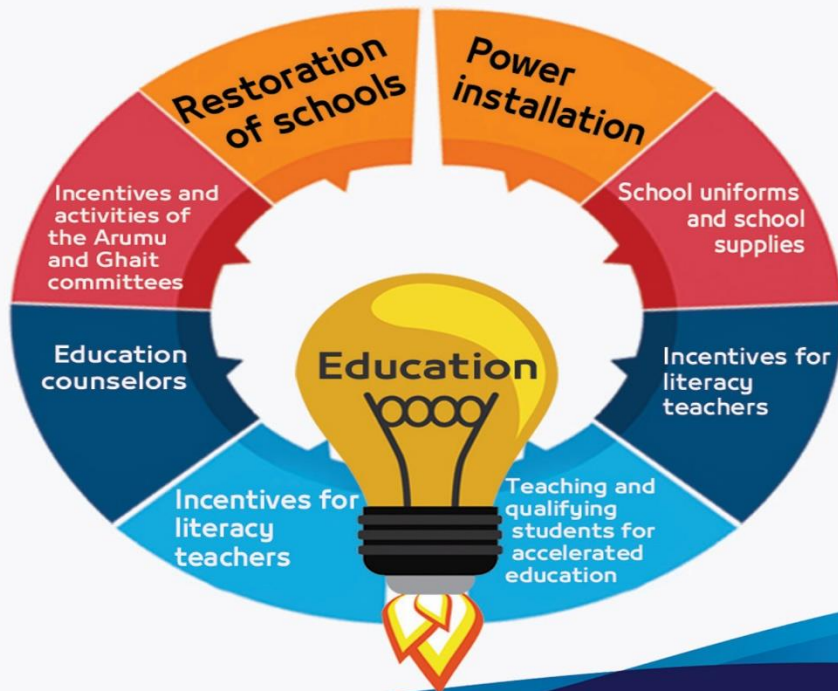 Restoration
of schools
Power
installation
Incentives and
activities of
the Arumu
and Ghait
committees
School uniforms
and school
supplies
Education
counselors
Education
Incentives for
literacy
teachers
Incentives for
literacy
teachers
Teaching and
qualifying
students for
accelerated
education